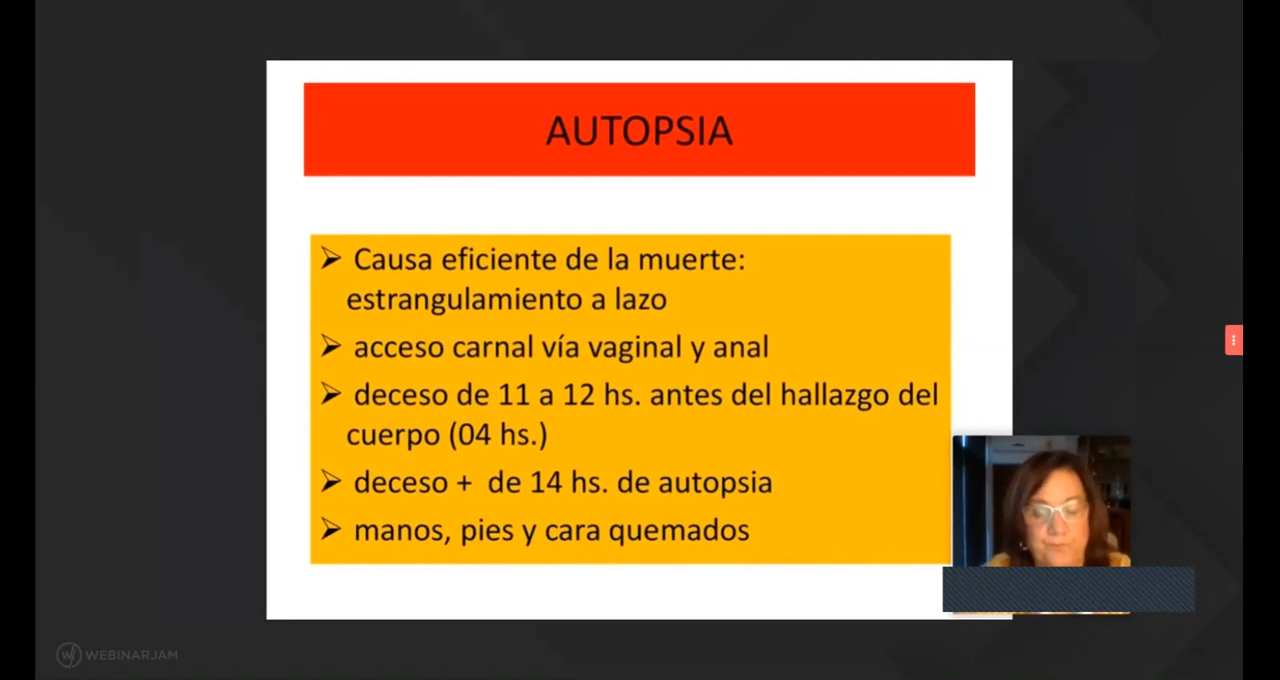 AUTOPSIA
➢ Causa eficiente de la muerte:
estrangulamiento a lazo
➢ acceso carnal vía vaginal y anal
➢ deceso de 11 a 12 hs. antes del hallazgo del
cuerpo (04 hs.)
➢ deceso + de 14 hs. de autopsia
➢ manos, pies y cara quemados
WEBINARJAM